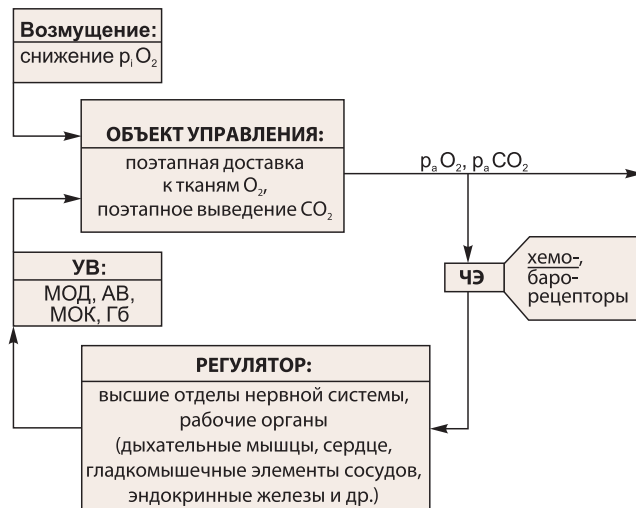 Возмущение:
снижение pᵢO₂
ОБЪЕКТ УПРАВЛЕНИЯ:
поэтапная доставка
к тканям O₂,
поэтапное выведение CO₂
pₐO₂, pₐCO₂
УВ:
МОД, АВ,
МОК, Гб
ЧЭ
хемо-,
баро-
рецепторы
РЕГУЛЯТОР:
высшие отделы нервной системы,
рабочие органы
(дыхательные мышцы, сердце,
гладкомышечные элементы сосудов,
эндокринные железы и др.)